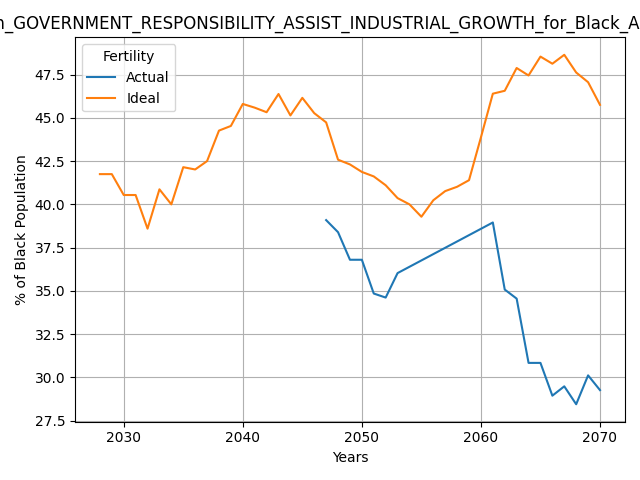 n_GOVERNMENT_RESPONSIBILITY_ASSIST_INDUSTRIAL_GROWTH_for_Black_A
Fertility
Actual
Ideal
% of Black Population
47.5
45.0
42.5
40.0
37.5
35.0
32.5
30.0
27.5
2030 2040 2050 2060 2070
Years